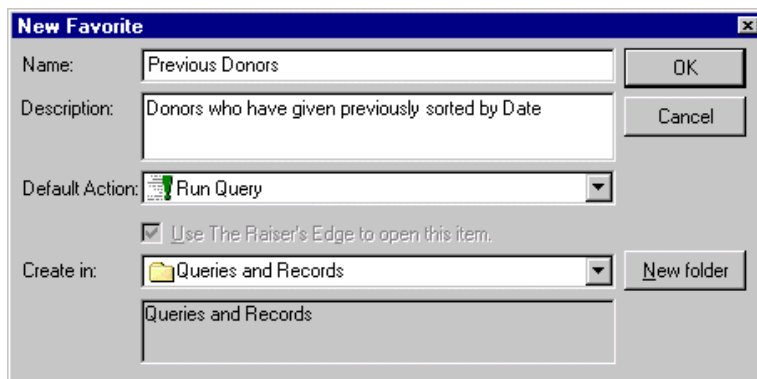 New Favorite
Name:
Previous Donors
OK
Description:
Donors who have given previously sorted by Date
Cancel
Default Action:
Run Query
Use The Raiser's Edge to open this item.
Create in:
Queries and Records
New folder
Queries and Records